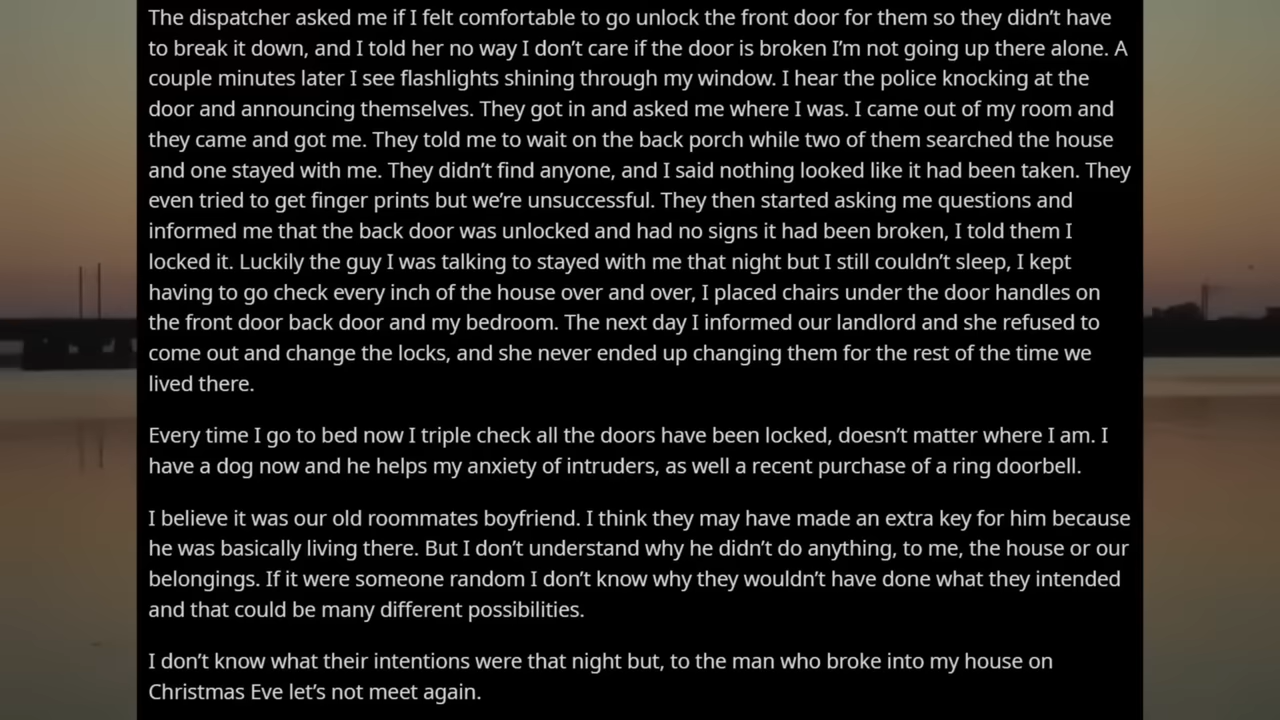 The dispatcher asked me if I felt comfortable to go unlock the front door for them so they didn’t have
to break it down, and I told her no way I don’t care if the door is broken I’m not going up there alone. A
couple minutes later I see flashlights shining through my window. I hear the police knocking at the
door and announcing themselves. They got in and asked me where I was. I came out of my room and
they came and got me. They told me to wait on the back porch while two of them searched the house
and one stayed with me. They didn’t find anyone, and I said nothing looked like it had been taken. They
even tried to get finger prints but we’re unsuccessful. They then started asking me questions and
informed me that the back door was unlocked and had no signs it had been broken, I told them I
locked it. Luckily the guy I was talking to stayed with me that night but I still couldn’t sleep, I kept
having to go check every inch of the house over and over, I placed chairs under the door handles on
the front door back door and my bedroom. The next day I informed our landlord and she refused to
come out and change the locks, and she never ended up changing them for the rest of the time we
lived there.
Every time I go to bed now I triple check all the doors have been locked, doesn’t matter where I am. I
have a dog now and he helps my anxiety of intruders, as well a recent purchase of a ring doorbell.
I believe it was our old roommates boyfriend. I think they may have made an extra key for him because
he was basically living there. But I don’t understand why he didn’t do anything, to me, the house or our
belongings. If it were someone random I don’t know why they wouldn’t have done what they intended
and that could be many different possibilities.
I don’t know what their intentions were that night but, to the man who broke into my house on
Christmas Eve let’s not meet again.